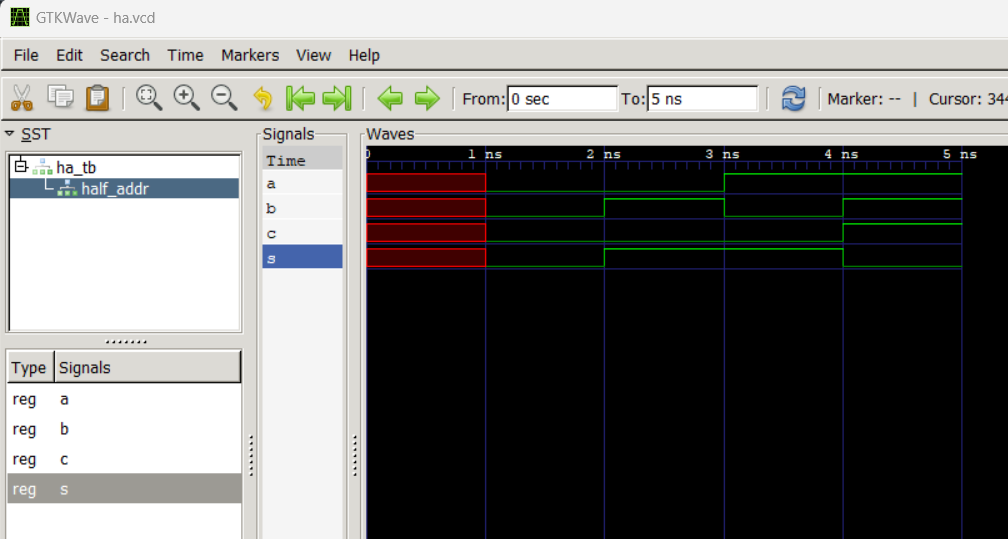 GTKWave - ha.vcd
File Edit Search Time Markers View Help
From: 0 sec To: 5 ns Marker: -- | Cursor: 344
SST
ha_tb
half_addr
Type Signals
reg a
reg b
reg c
reg s
Signals
Time
a
b
c
s
Waves
0 1 ns 2 ns 3 ns 4 ns 5 ns